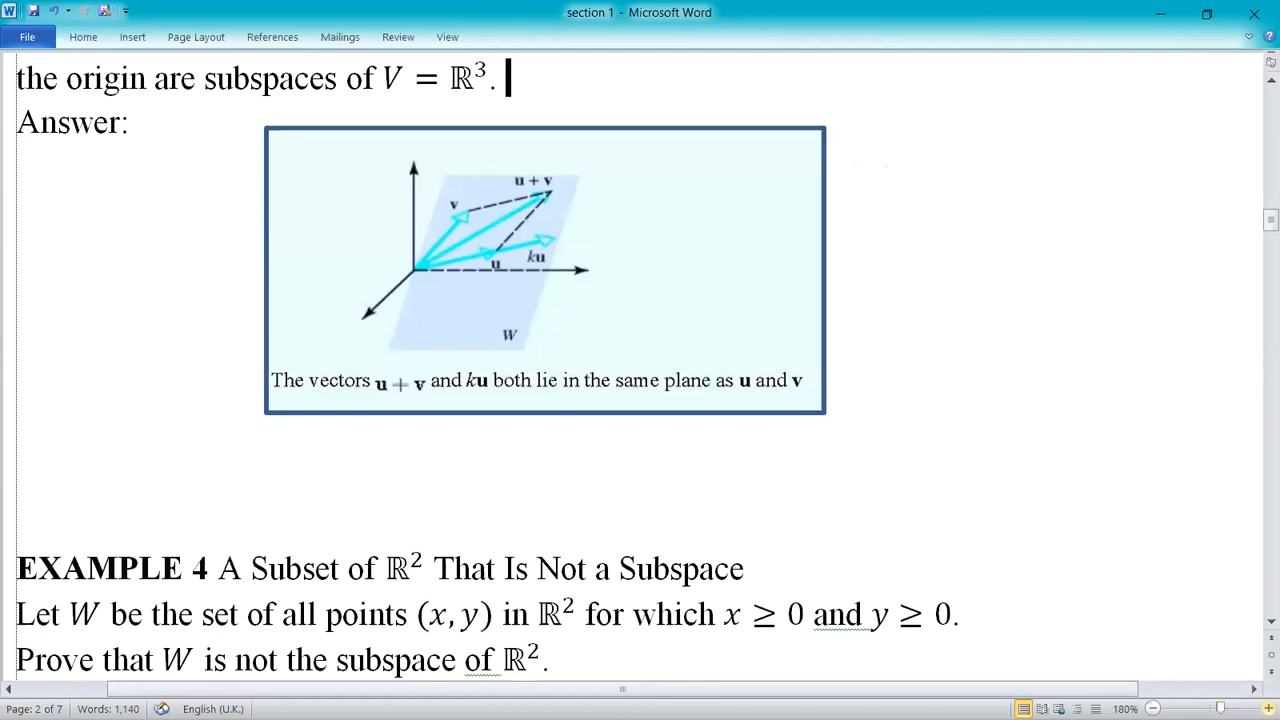 section 1 - Microsoft Word
File Home Insert Page Layout References Mailings Review View
the origin are subspaces of V = ℝ³.
Answer:
u + v
v
u
ku
W
The vectors u + v and ku both lie in the same plane as u and v
EXAMPLE 4 A Subset of ℝ² That Is Not a Subspace
Let W be the set of all points (x, y) in ℝ² for which x ≥ 0 and y ≥ 0.
Prove that W is not the subspace of ℝ².
Page: 2 of 7 Words: 1,140 English (U.K.) 180%